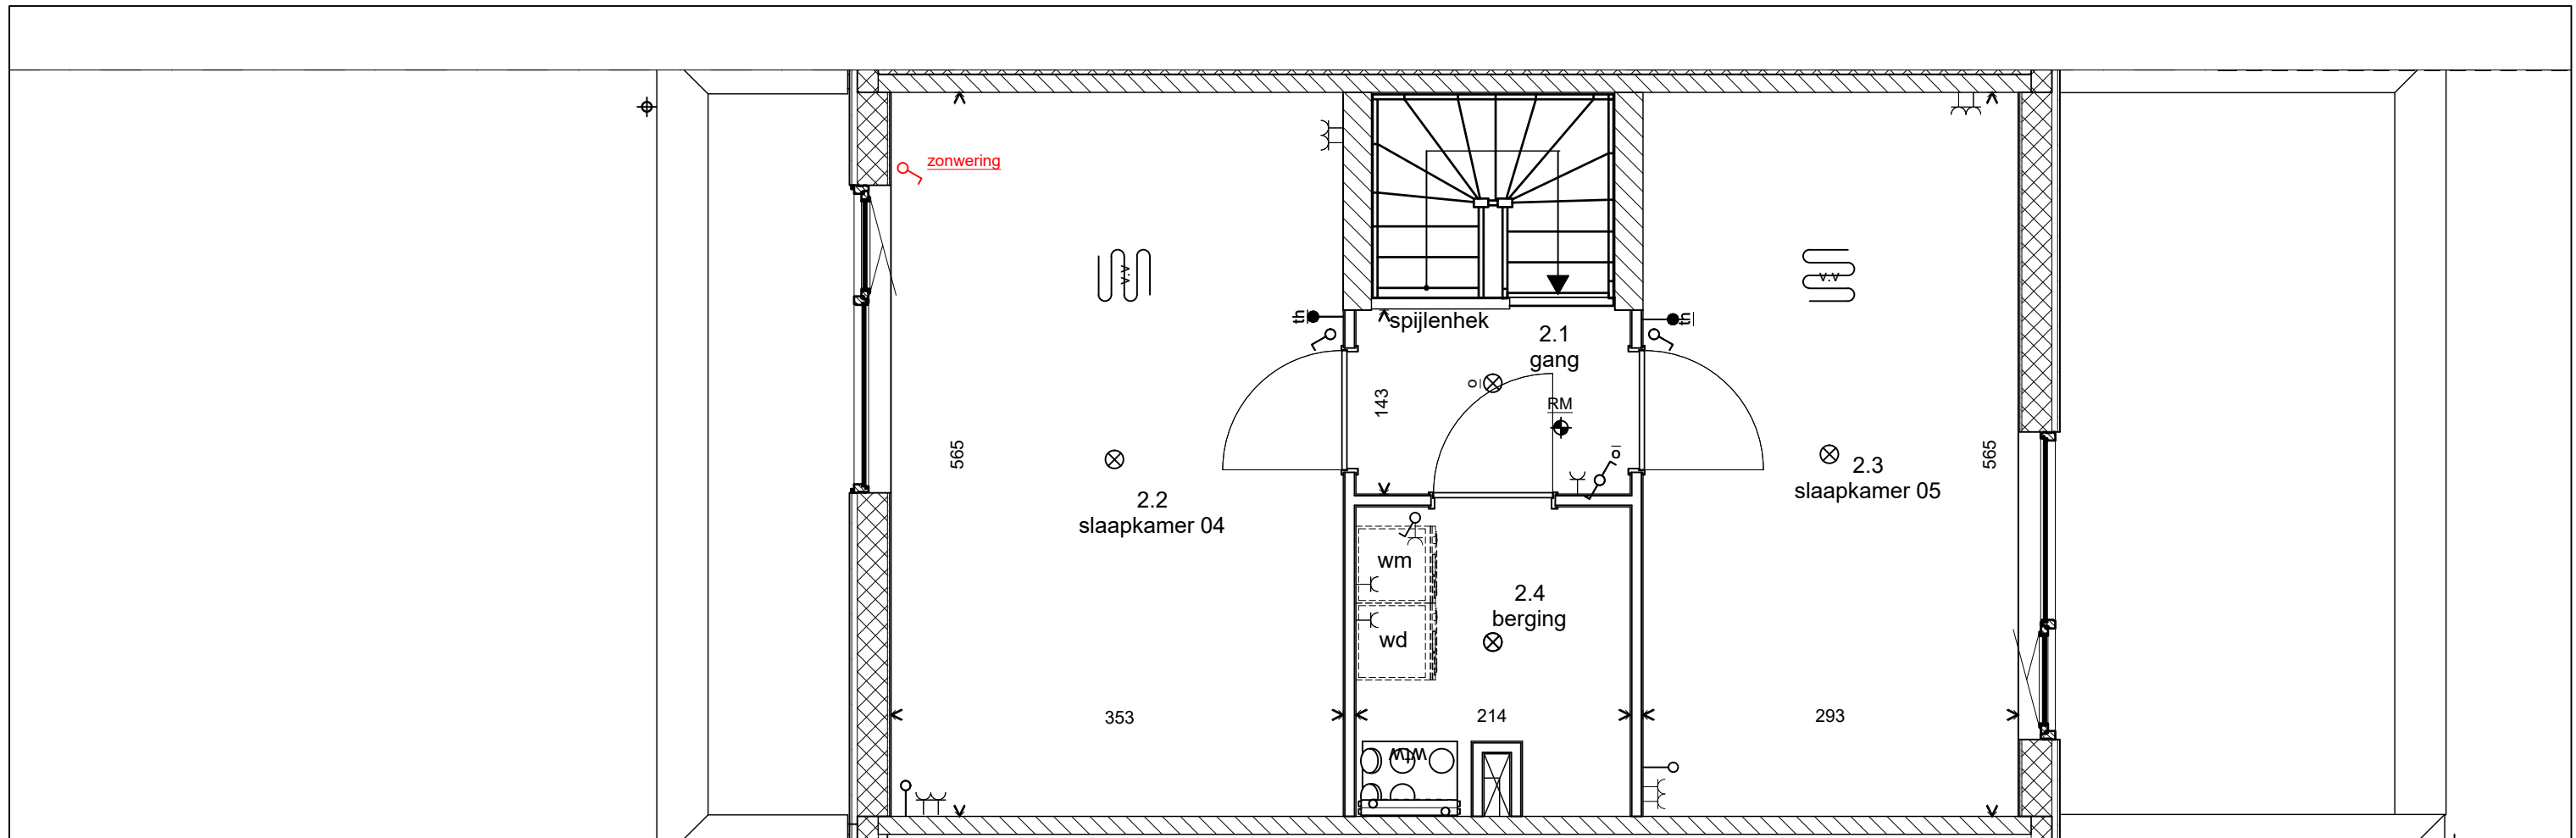 zonwering
v.v
v.v
th
spijlenhek
th
2.1
gang
o
143
RM
o
565
565
2.2
slaapkamer 04
2.3
slaapkamer 05
wm
2.4
berging
wd
353
214
293
WTW